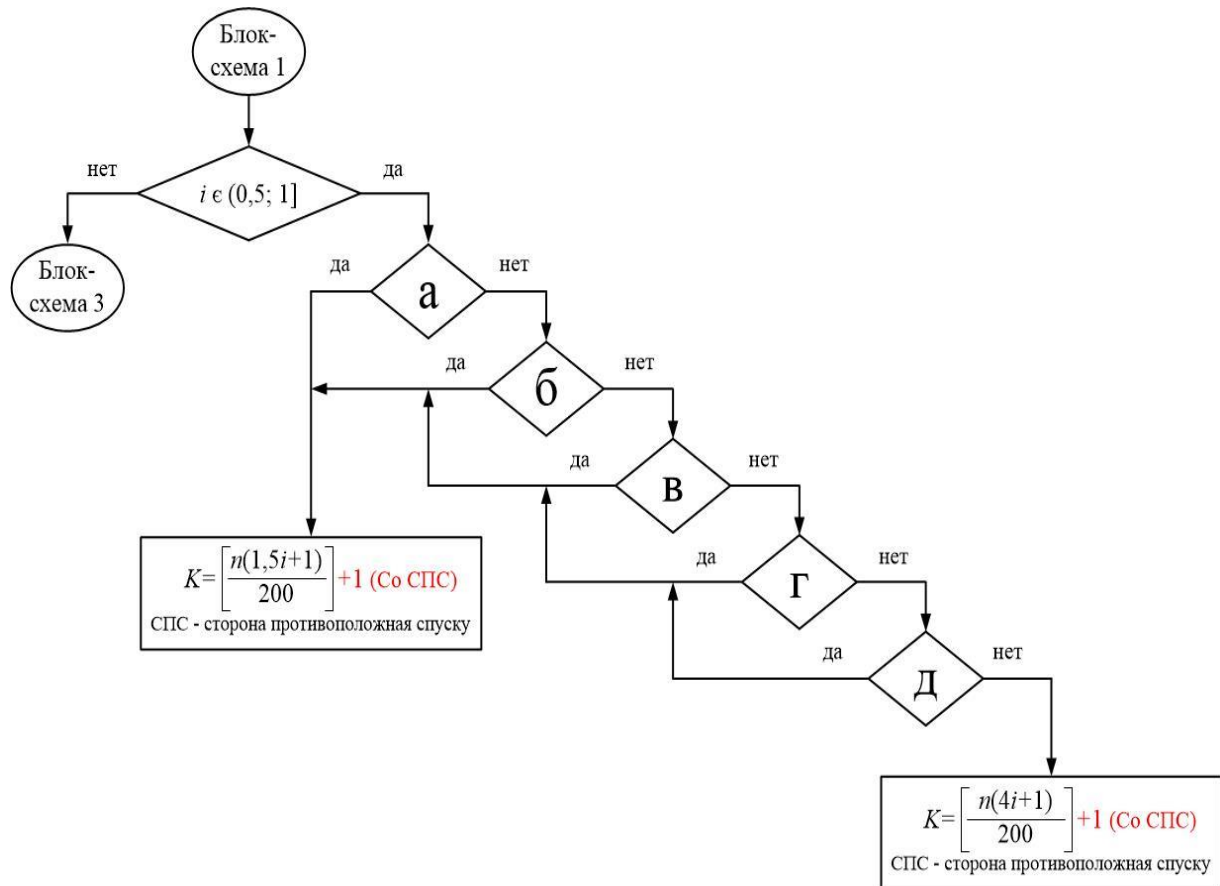 Блок-
схема 1
нет
да
i є (0,5; 1]
Блок-
схема 3
да
нет
а
да
нет
б
да
нет
в
да
нет
г
да
нет
д
K=[n(1,5i+1)/200]+1 (Со СПС)
СПС - сторона противоположная спуску
K=[n(4i+1)/200]+1 (Со СПС)
СПС - сторона противоположная спуску